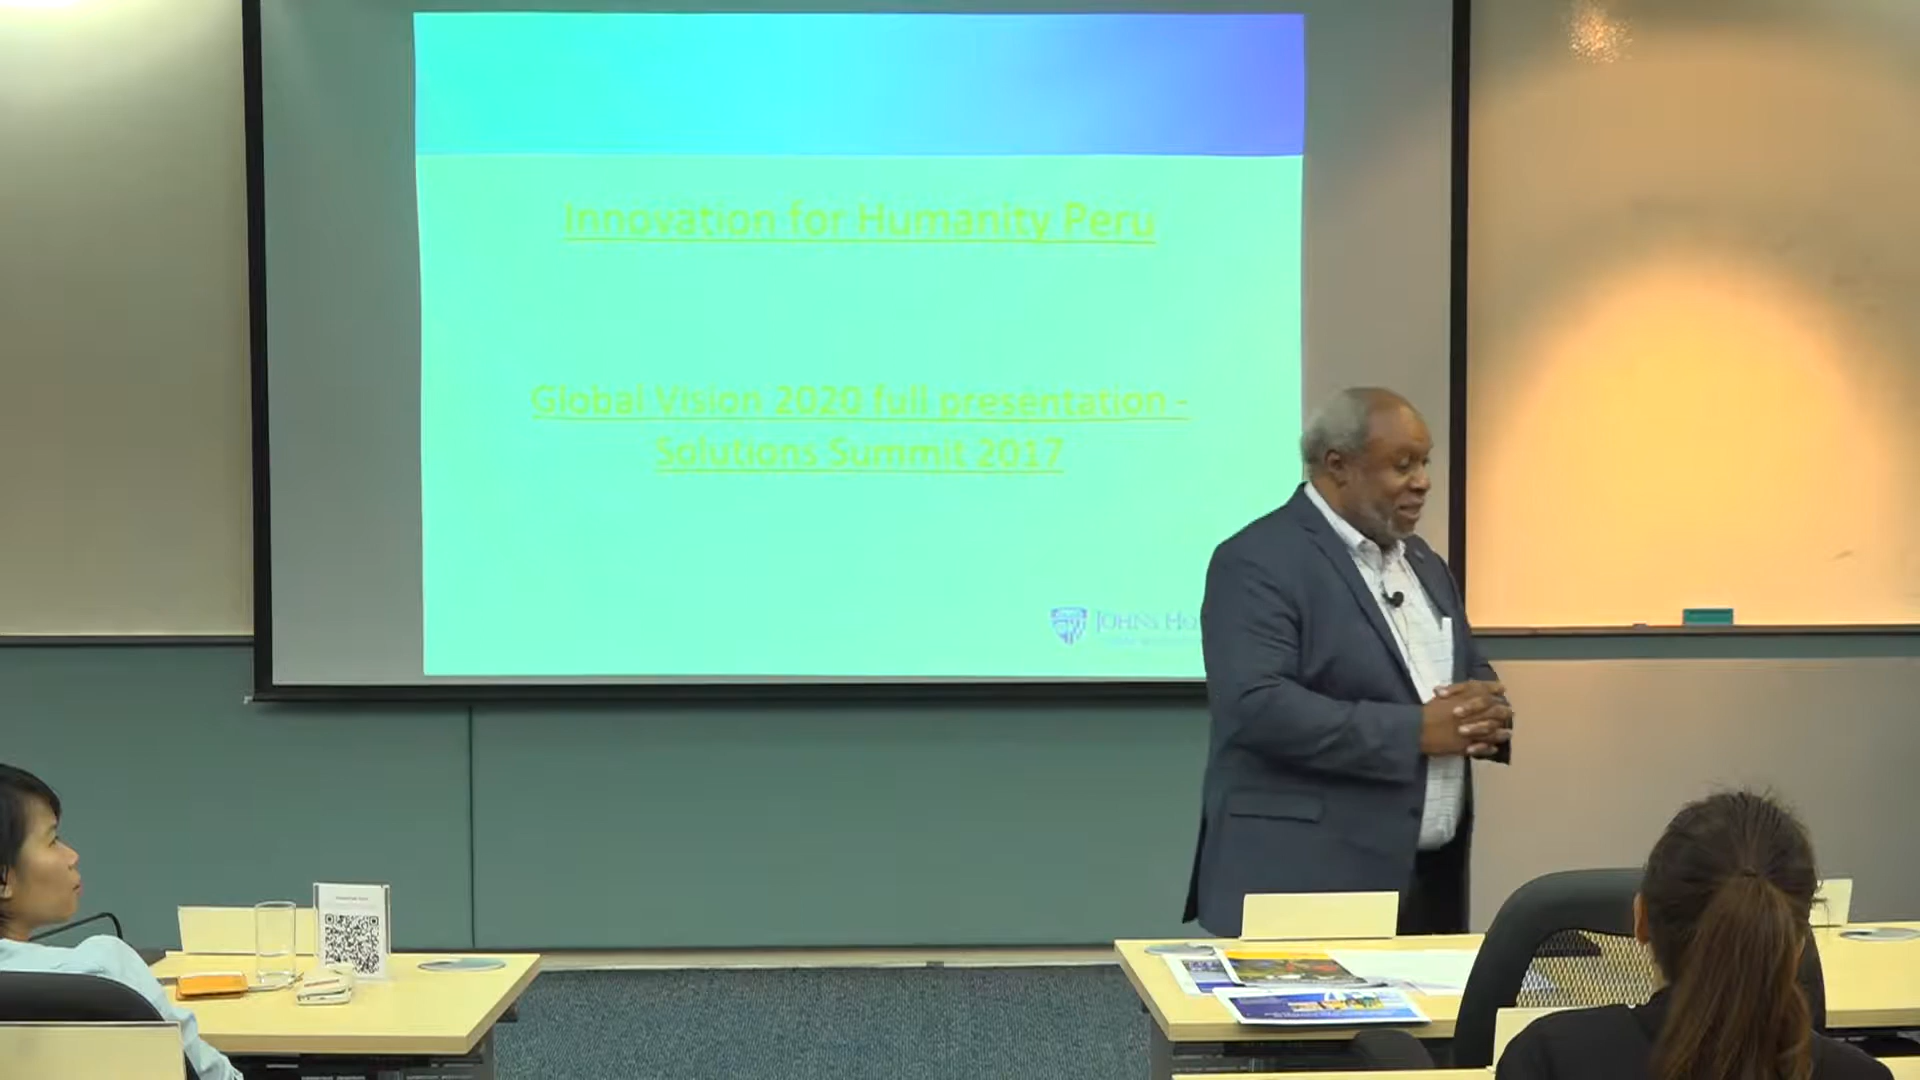 Innovation for Humanity Peru
Global Vision 2020 full presentation -
Solutions Summit 2017
JOHNS HO